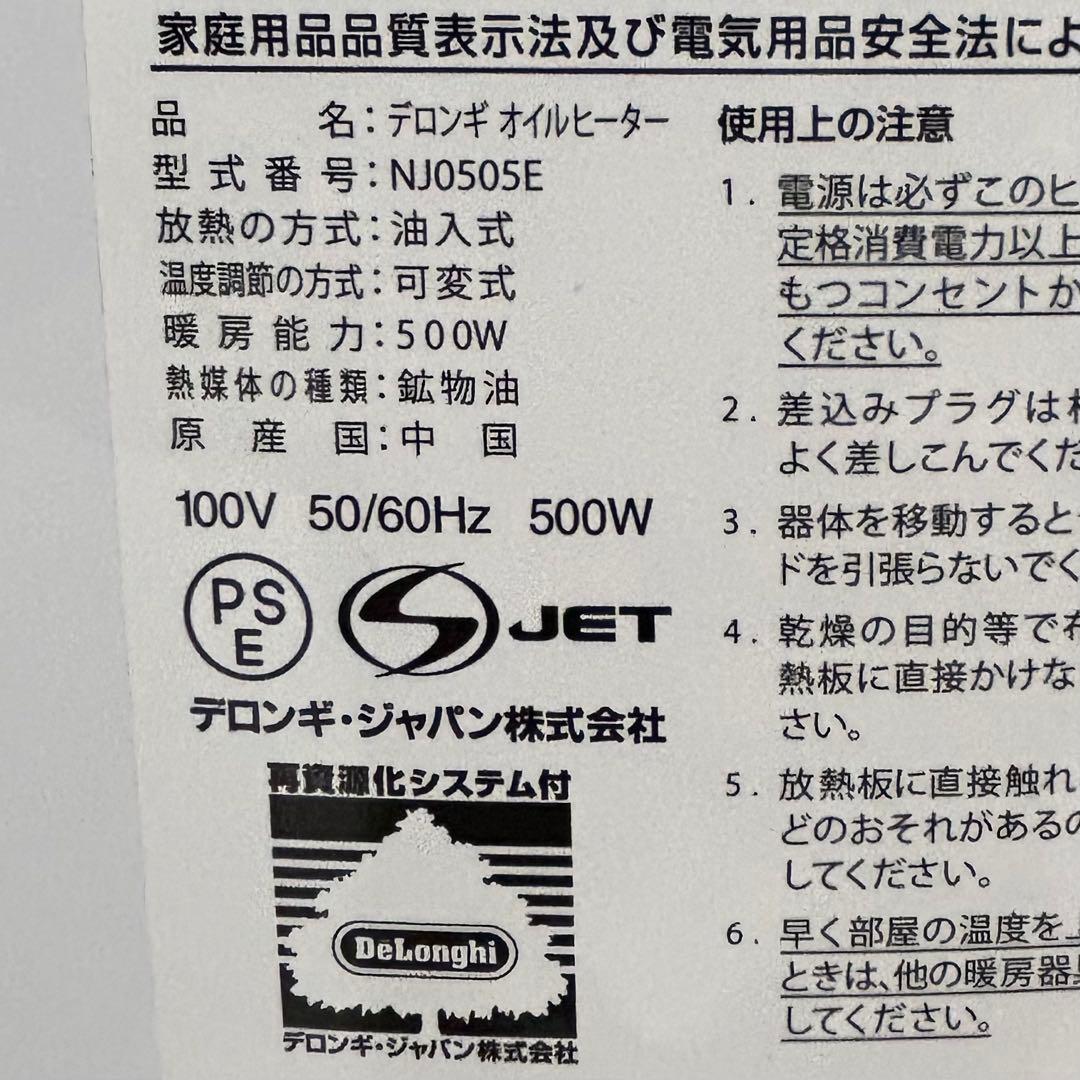 家庭用品品質表示法及び電気用品安全法によ
品名：デロンギ オイルヒーター
型式番号：NJ0505E
放熱の方式：油入式
温度調節の方式：可変式
暖房能力：500W
熱媒体の種類：鉱物油
原産国：中国
100V 50/60Hz 500W
PSE
S JET
デロンギ・ジャパン株式会社
再資源化システム付
DeLonghi
デロンギ・ジャパン株式会社
使用上の注意
1. 電源は必ずこのヒ
定格消費電力以上
もつコンセントか
ください。
2. 差込みプラグは
よく差しこんでくだ
3. 器体を移動すると
ドを引張らないでく
4. 乾燥の目的等で
熱板に直接かけな
さい。
5. 放熱板に直接触れ
どのおそれがあるの
してください。
6. 早く部屋の温度を上
ときは、他の暖房器具
してください。